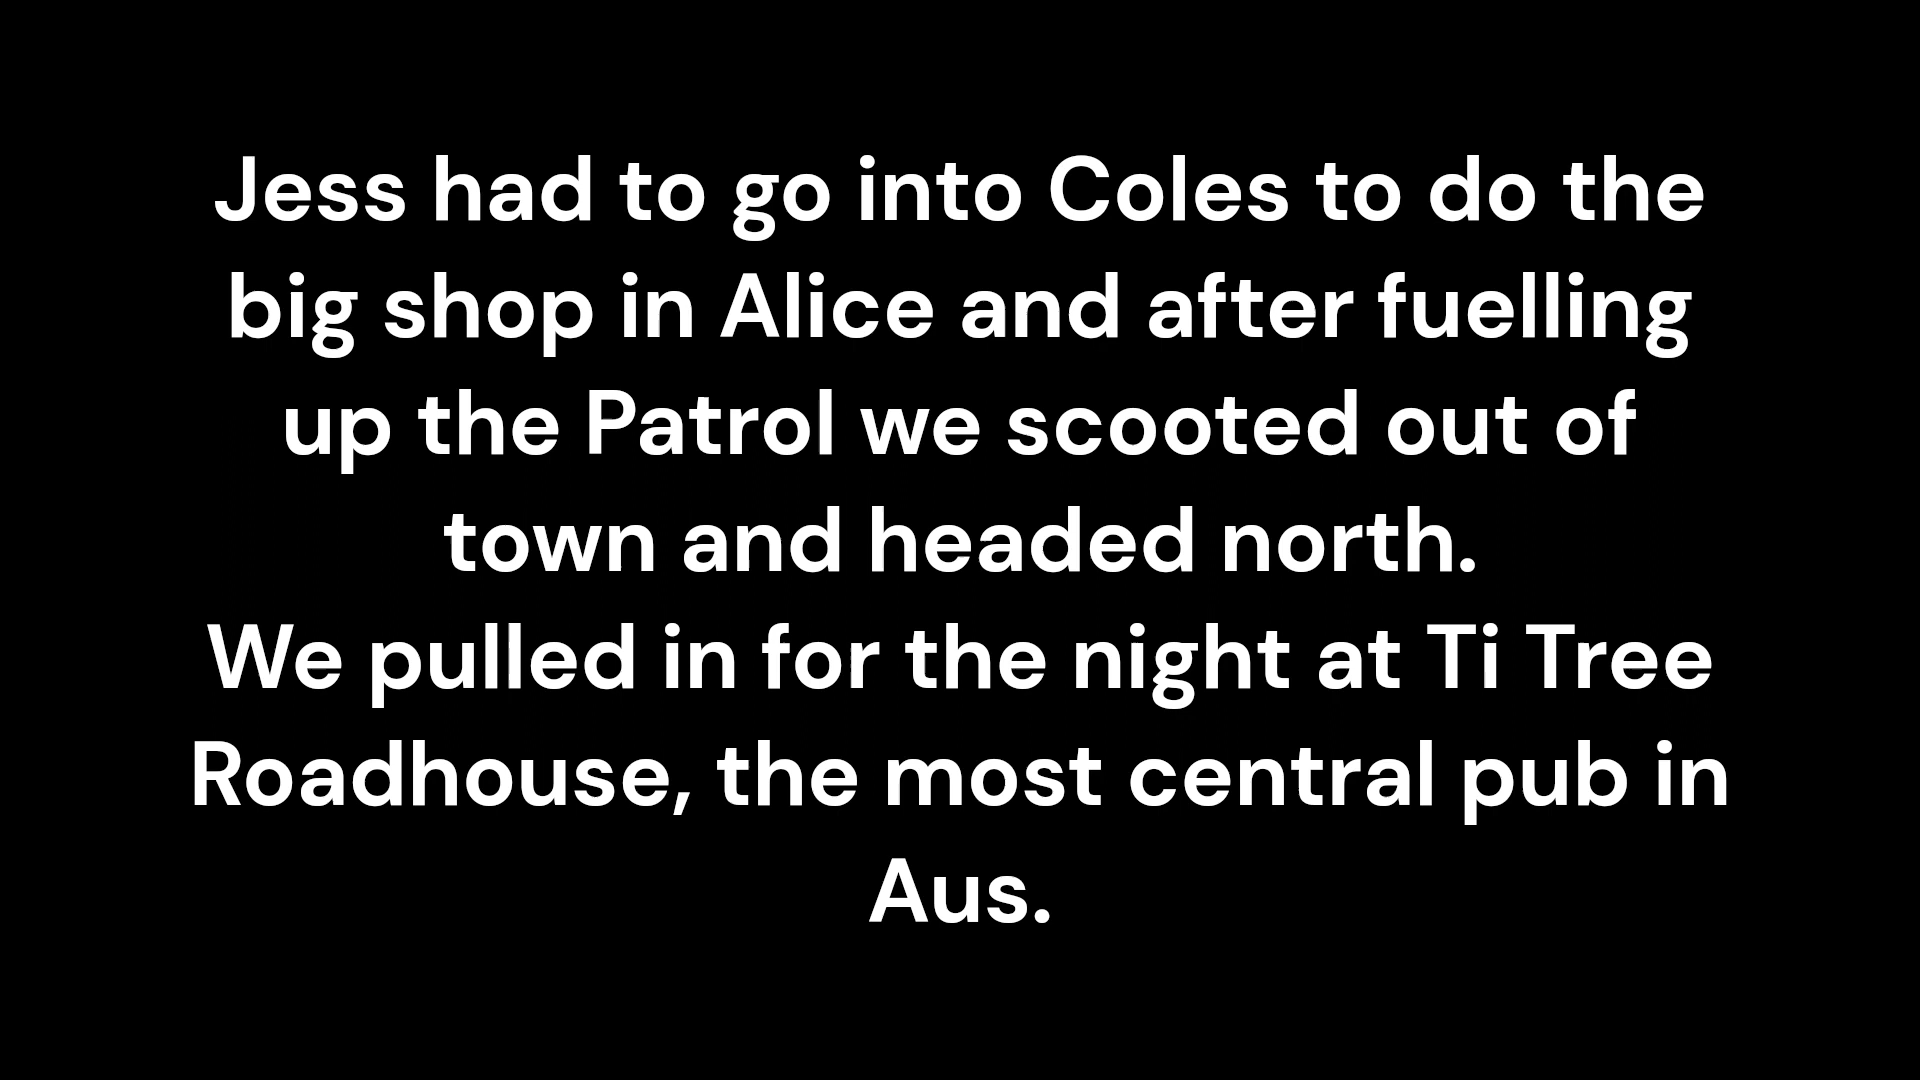 Jess had to go into Coles to do the
big shop in Alice and after fuelling
up the Patrol we scooted out of
town and headed north.
We pulled in for the night at Ti Tree
Roadhouse, the most central pub in
Aus.